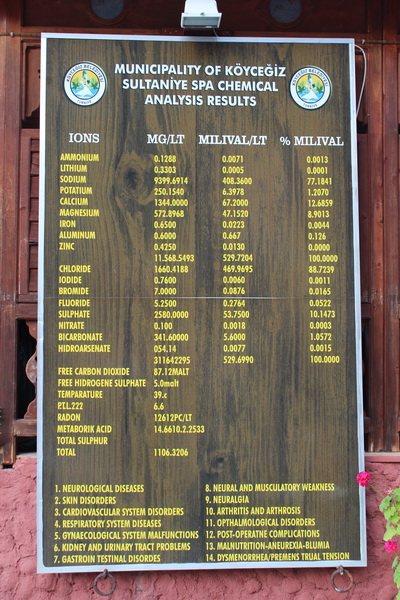 MUNICIPALITY OF KÖYCEĞİZ
SULTANİYE SPA CHEMICAL
ANALYSIS RESULTS
IONS MG/LT MILIVAL/LT % MILIVAL
AMMONIUM 0.1288 0.0071 0.0013
LITHIUM 0.3303 0.0005 0.0001
SODIUM 9399.6914 408.3600 77.1841
POTATIUM 250.1540 6.3978 1.2070
CALCIUM 1344.0000 67.2000 12.6859
MAGNESIUM 572.8968 47.1520 8.9013
IRON 0.6500 0.0223 0.0044
ALUMINUM 0.6000 0.667 0.126
ZINC 0.4250 0.0130 0.0000
11.568.5493 529.7204 100.0000
CHLORIDE 1660.4188 469.9695 88.7239
IODIDE 0.7600 0.0060 0.0011
BROMIDE 7.0000 0.0876 0.0165
FLUORIDE 5.2500 0.2764 0.0522
SULPHATE 2580.0000 53.7500 10.1473
NITRATE 0.100 0.0018 0.0003
BICARBONATE 341.60000 5.6000 1.0572
HIDROARSENATE 054.14 0.0077 0.0015
311642295 529.6990 100.0000
FREE CARBON DIOXIDE 87.12MALT
FREE HIDROGENE SULPHATE 5.0malt
TEMPARATURE 39.c
P.T.L.222 6.6
RADON 12612PC/LT
METABORIK ACID 14.6610.2.2533
TOTAL SULPHUR
TOTAL 1106.3206
1. NEUROLOGICAL DISEASES
2. SKIN DISORDERS
3. CARDIOVASCULAR SYSTEM DISORDERS
4. RESPIRATORY SYSTEM DISEASES
5. GYNAECOLOGICAL SYSTEM MALFUNCTIONS
6. KIDNEY AND URINARY TRACT PROBLEMS
7. GASTROIN TESTINAL DISORDES
8. NEURAL AND MUSCULATORY WEAKNESS
9. NEURALGIA
10. ARTHITIS AND ARTHROSIS
11. OPTHALMOLOGICAL DISORDERS
12. POST-OPERATNE COMPLICATIONS
13. MALNUTRITION-ANEUREXIA-BLUMIA
14. DYSMENORRHEA/PREMENS TRUAL TENSION